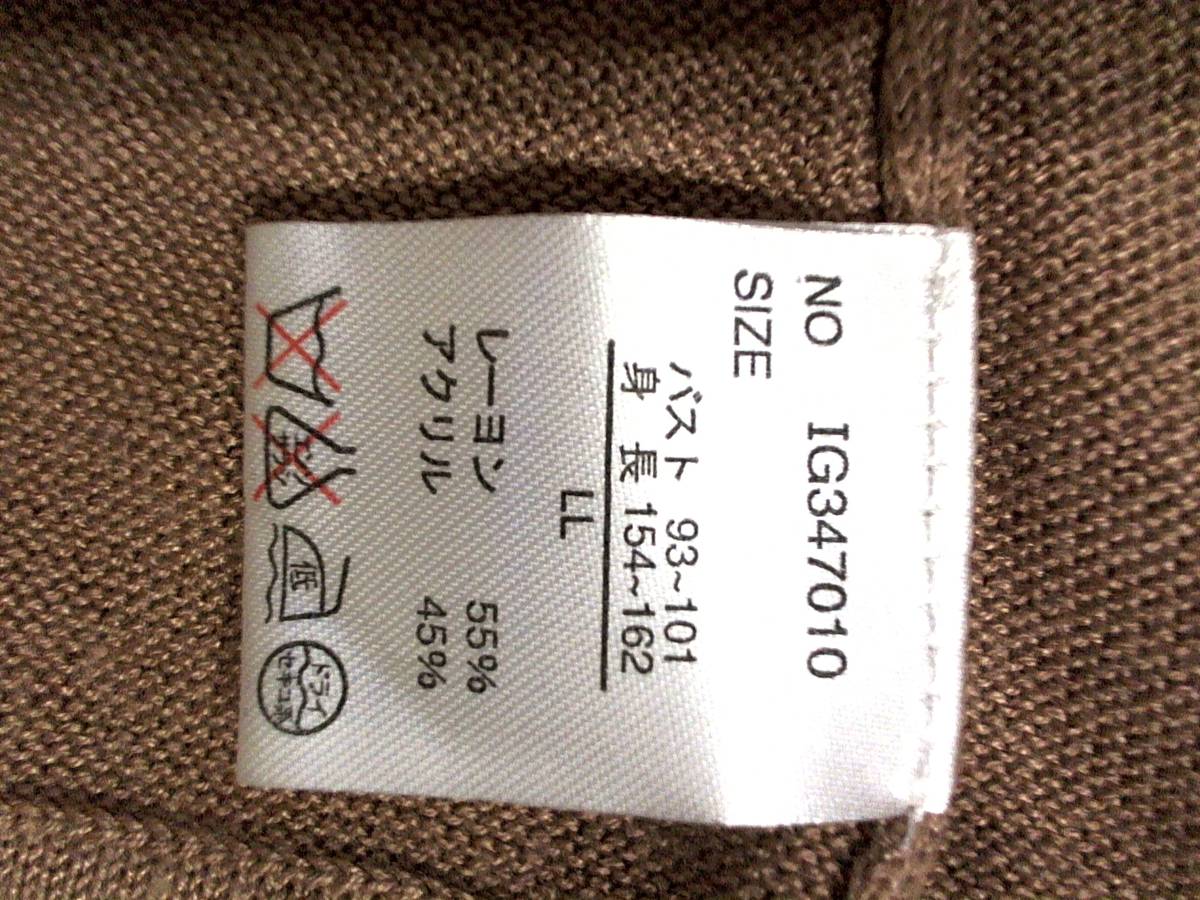 NO IG347010
SIZE
バスト 93~101
身 長 154~162
LL
レーヨン 55%
アクリル 45%
低
ドライ